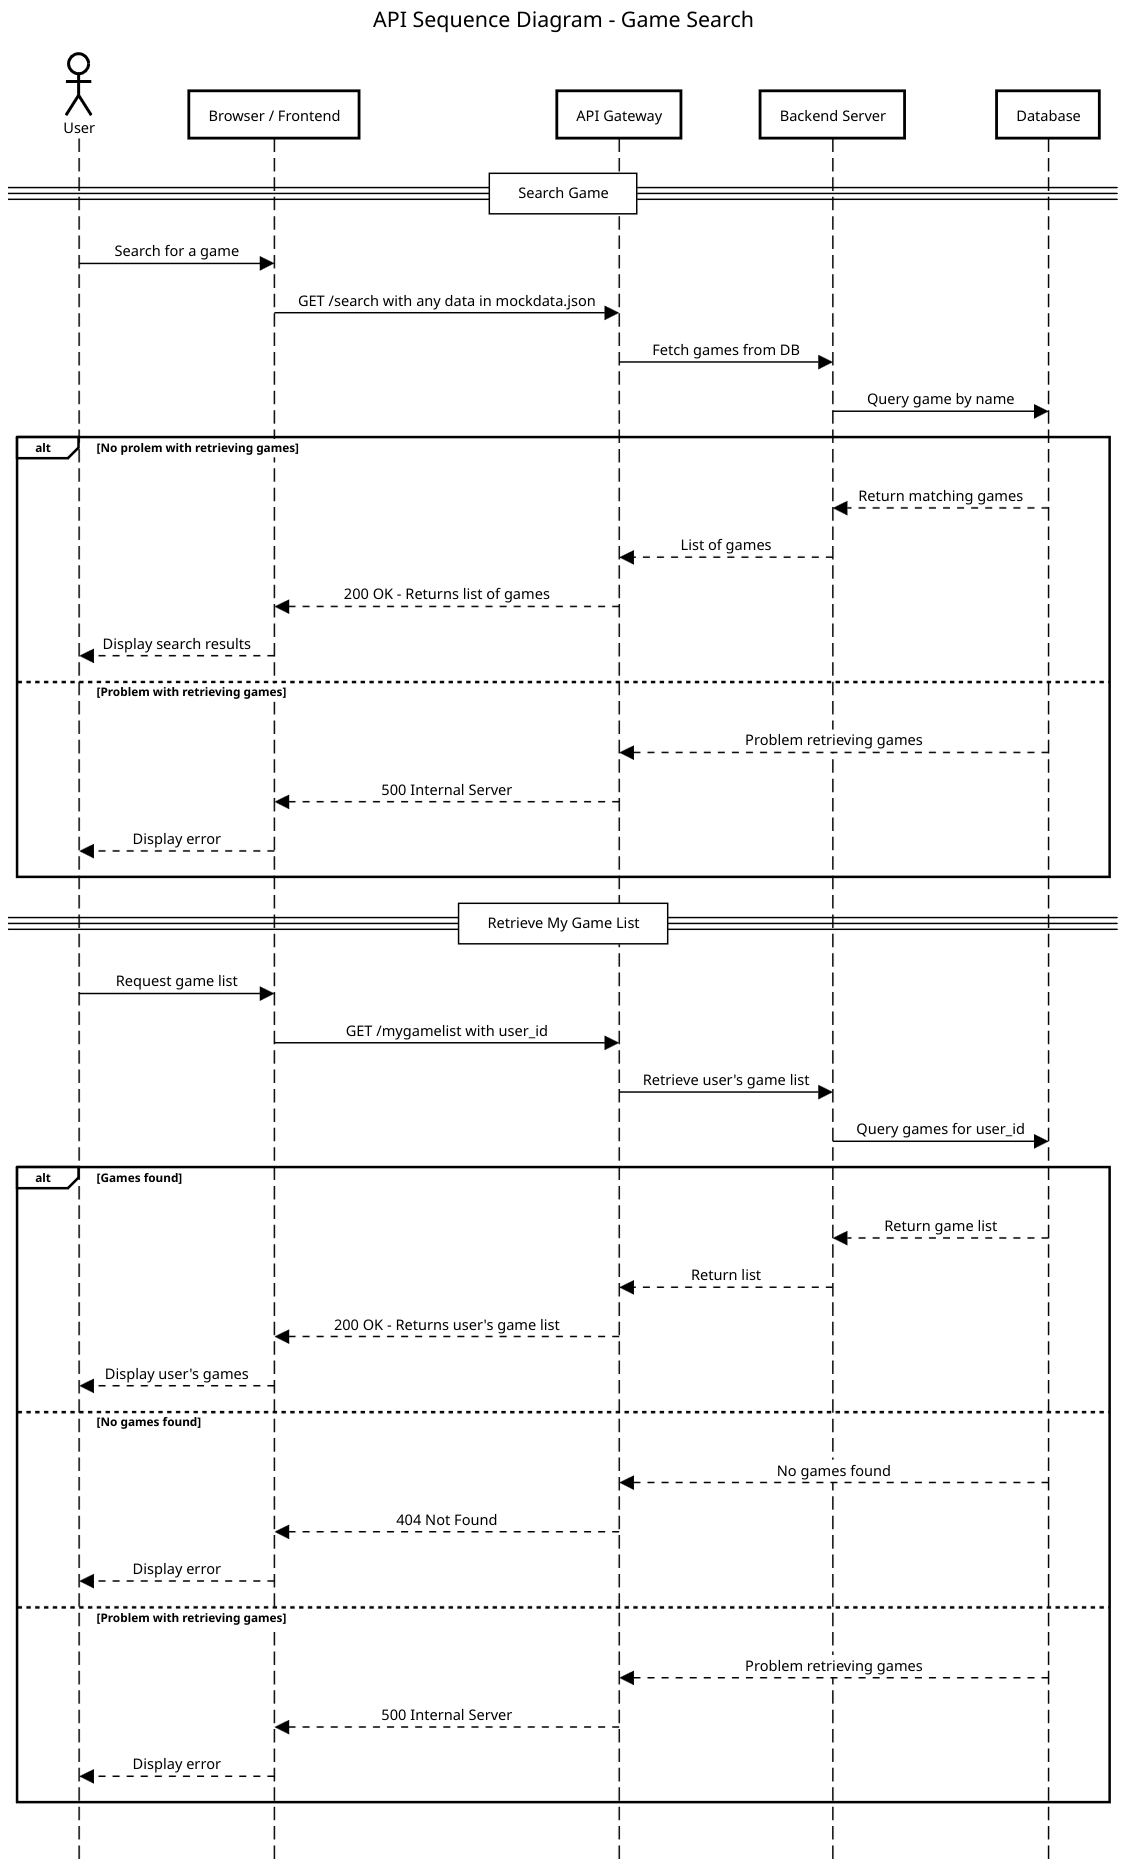 API Sequence Diagram - Game Search
User
Browser / Frontend
API Gateway
Backend Server
Database
Search Game
Search for a game
GET /search with any data in mockdata.json
Fetch games from DB
Query game by name
alt
[No prolem with retrieving games]
Return matching games
List of games
200 OK - Returns list of games
Display search results
[Problem with retrieving games]
Problem retrieving games
500 Internal Server
Display error
Retrieve My Game List
Request game list
GET /mygamelist with user_id
Retrieve user's game list
Query games for user_id
alt
[Games found]
Return game list
Return list
200 OK - Returns user's game list
Display user's games
[No games found]
No games found
404 Not Found
Display error
[Problem with retrieving games]
Problem retrieving games
500 Internal Server
Display error